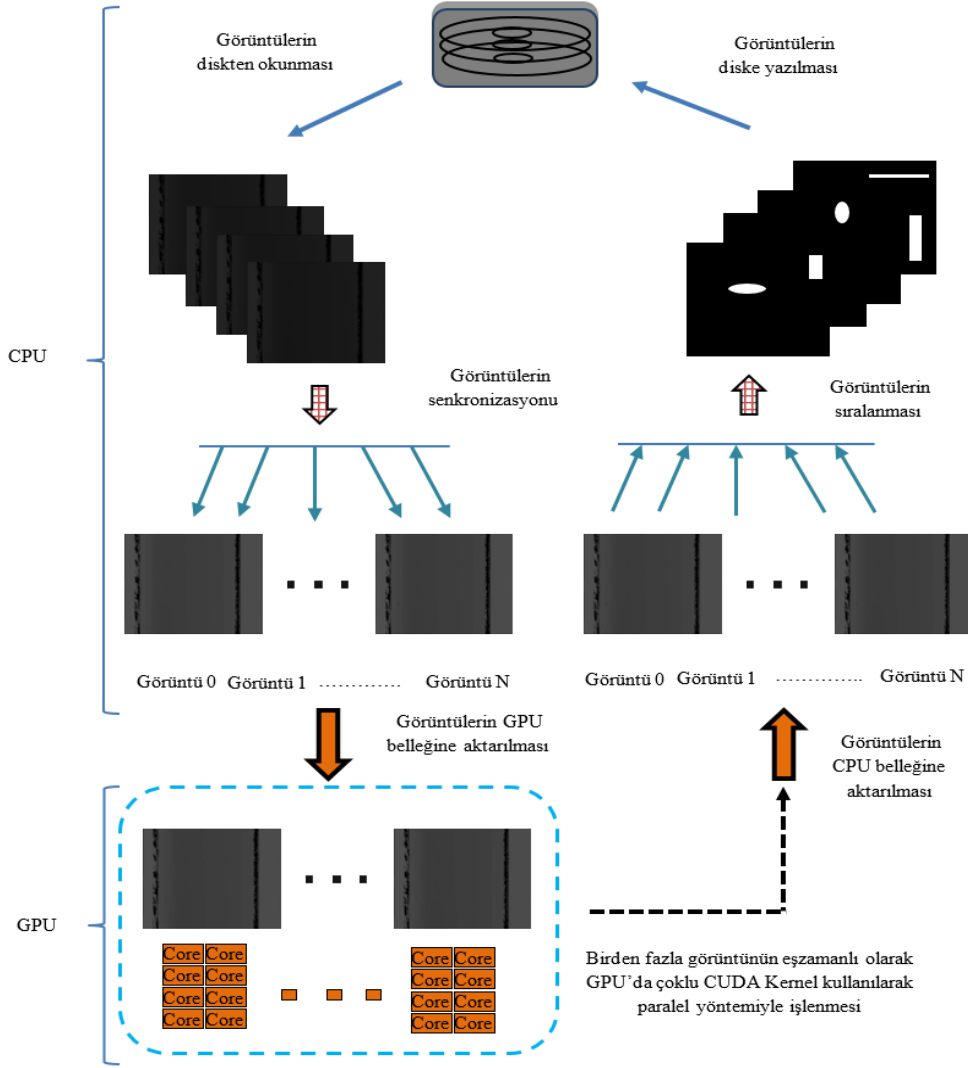 Görüntülerin
diskten okunması
Görüntülerin
diske yazılması
CPU
Görüntülerin
senkronizasyonu
Görüntülerin
sıralanması
Görüntü 0 Görüntü 1 .................. Görüntü N
Görüntü 0 Görüntü 1 .................. Görüntü N
Görüntülerin GPU
belleğine aktarılması
Görüntülerin
CPU belleğine
aktarılması
GPU
Core Core
Core Core
Core Core
Core Core
Core Core
Core Core
Core Core
Core Core
Birden fazla görüntünün eşzamanlı olarak
GPU'da çoklu CUDA Kernel kullanılarak
paralel yöntemiyle işlenmesi